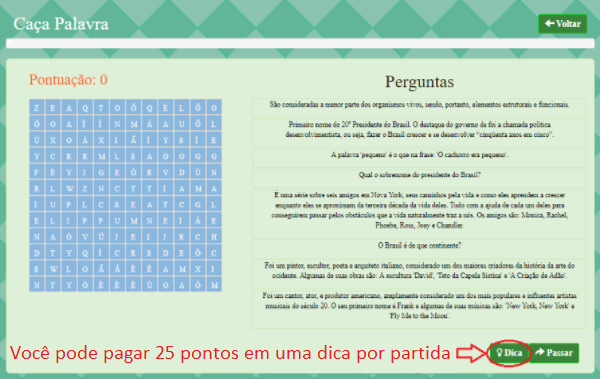 Caça Palavra
Voltar
Pontuação: 0
Perguntas
Z E A Q T O Q L O
O A N M A U L
X O X I Y S E
Y C R R M L S A O O G G
F Y J G E R V D N
R L W Z N C T T I A M A
I U P L C S E A T C G L
E L J P P U M N E I E
N A V J E I J R C H
D T Y Q C R S D E C
S W L O A M X I
N T Y O A M
São consideradas a menor parte dos organismos vivos, sendo, portanto, elementos estruturais e funcionais.
Primeiro nome do 20º Presidente do Brasil. O destaque do governo de foi a chamada política
desenvolvimentista, ou seja, fazer o Brasil crescer e se desenvolver "cinqüenta anos em cinco".
A palavra 'pequeno' é o que na frase: 'O cachorro era pequeno'.
Qual o sobrenome do presidente do Brasil?
É uma série sobre seis amigos em Nova York, seus caminhos pela vida e como eles aprendem a crescer
enquanto eles se aproximam da terceira década da vida deles. Tudo com a ajuda de cada um deles para
conseguirem passar pelos obstáculos que a vida naturalmente traz a nós. Os amigos são: Monica, Rachel,
Phoebe, Ross, Joey e Chandler.
O Brasil é de que continente?
Foi um pintor, escultor, poeta e arquiteto italiano, considerado um dos maiores criadores da história da arte do
ocidente. Algumas de suas obras são: A escultura 'David', 'Teto da Capela Sistina' e 'A Criação de Adão'.
Foi um cantor, ator, e produtor americano, amplamente considerado um dos mais populares e influentes artistas
musicais do século 20. O seu primeiro nome é Frank e algumas de suas músicas são: 'New York, New York' e
'Fly Me to the Moon'.
Você pode pagar 25 pontos em uma dica por partida
Dica
Passar